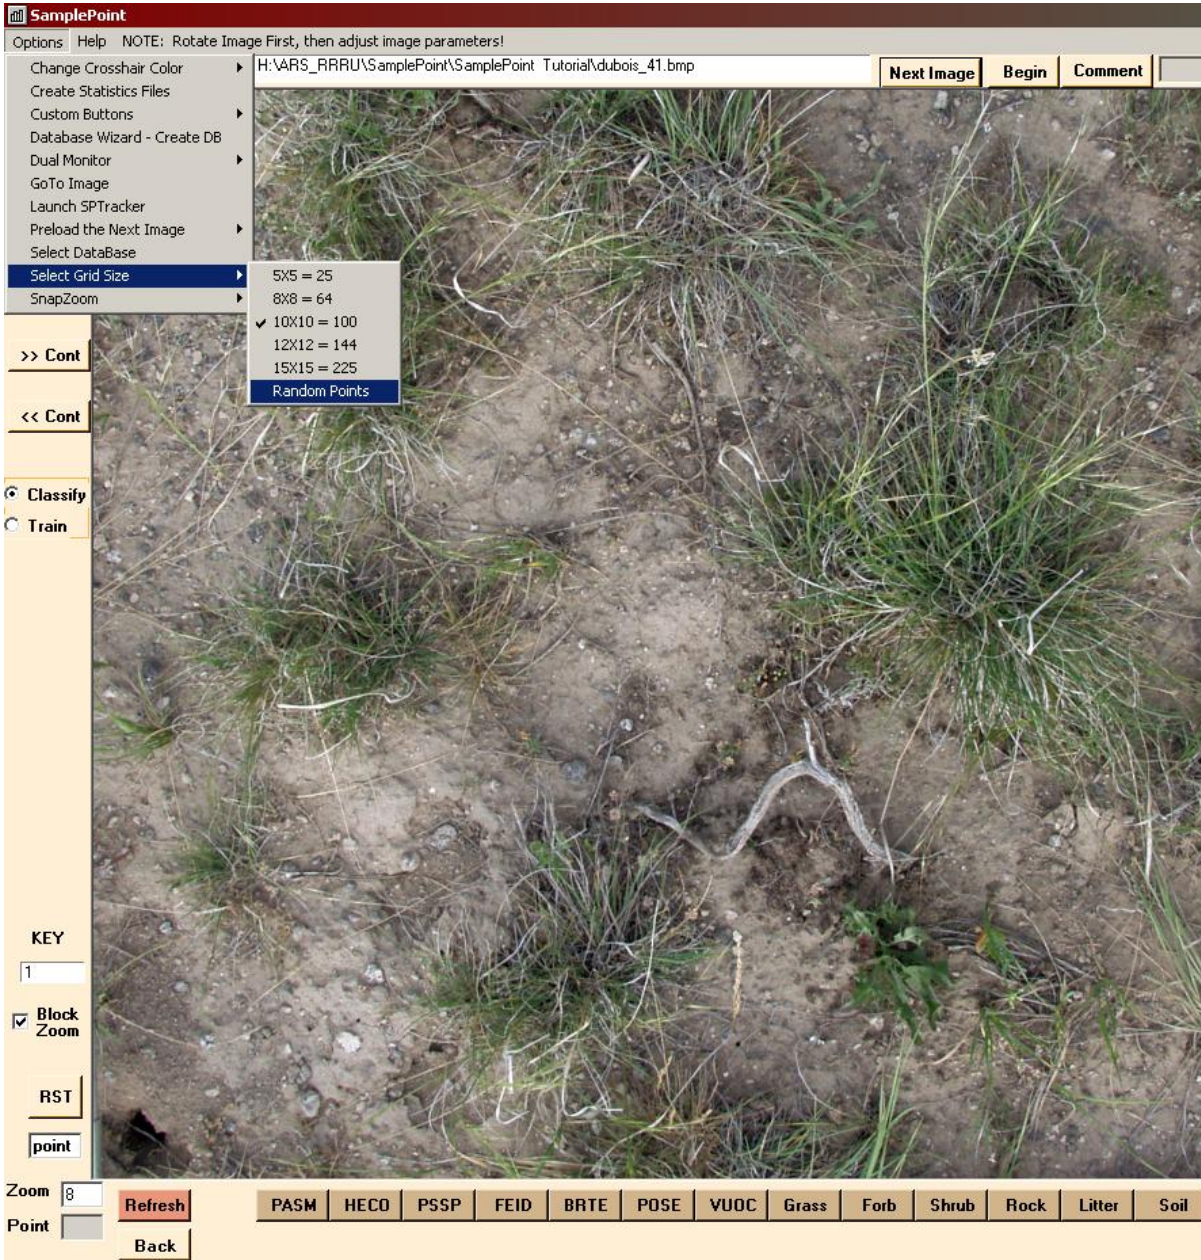 SamplePoint
Options Help NOTE: Rotate Image First, then adjust image parameters!
H:\ARS_RRRU\SamplePoint\SamplePoint Tutorial\dubois_41.bmp Next Image Begin Comment
Change Crosshair Color
Create Statistics Files
Custom Buttons
Database Wizard - Create DB
Dual Monitor
GoTo Image
Launch SPTracker
Preload the Next Image
Select DataBase
Select Grid Size
SnapZoom
5X5 = 25
8X8 = 64
10X10 = 100
12X12 = 144
15X15 = 225
Random Points
>> Cont
<< Cont
Classify
Train
KEY
1
Block
Zoom
RST
point
Zoom 8
Point
Refresh
Back
PASM HECO PSSP FEID BRTE POSE VUOC Grass Forb Shrub Rock Litter Soil